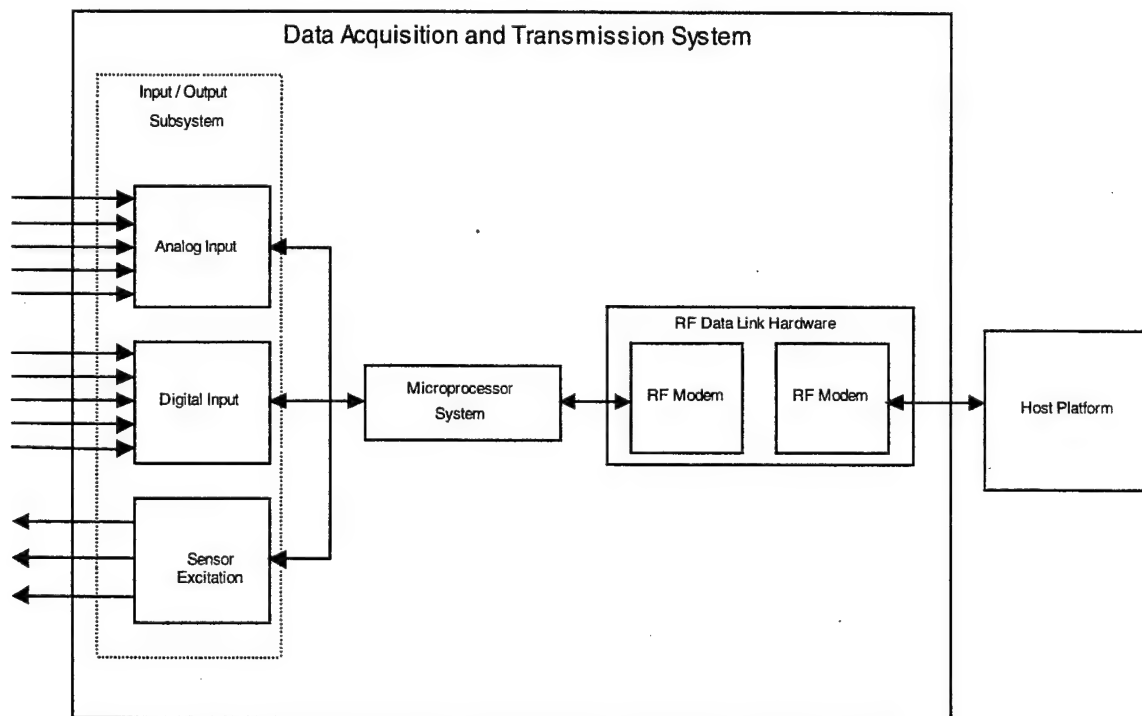 Data Acquisition and Transmission System
Input / Output
Subsystem
Analog Input
Digital Input
Sensor
Excitation
Microprocessor
System
RF Data Link Hardware
RF Modem
RF Modem
Host Platform